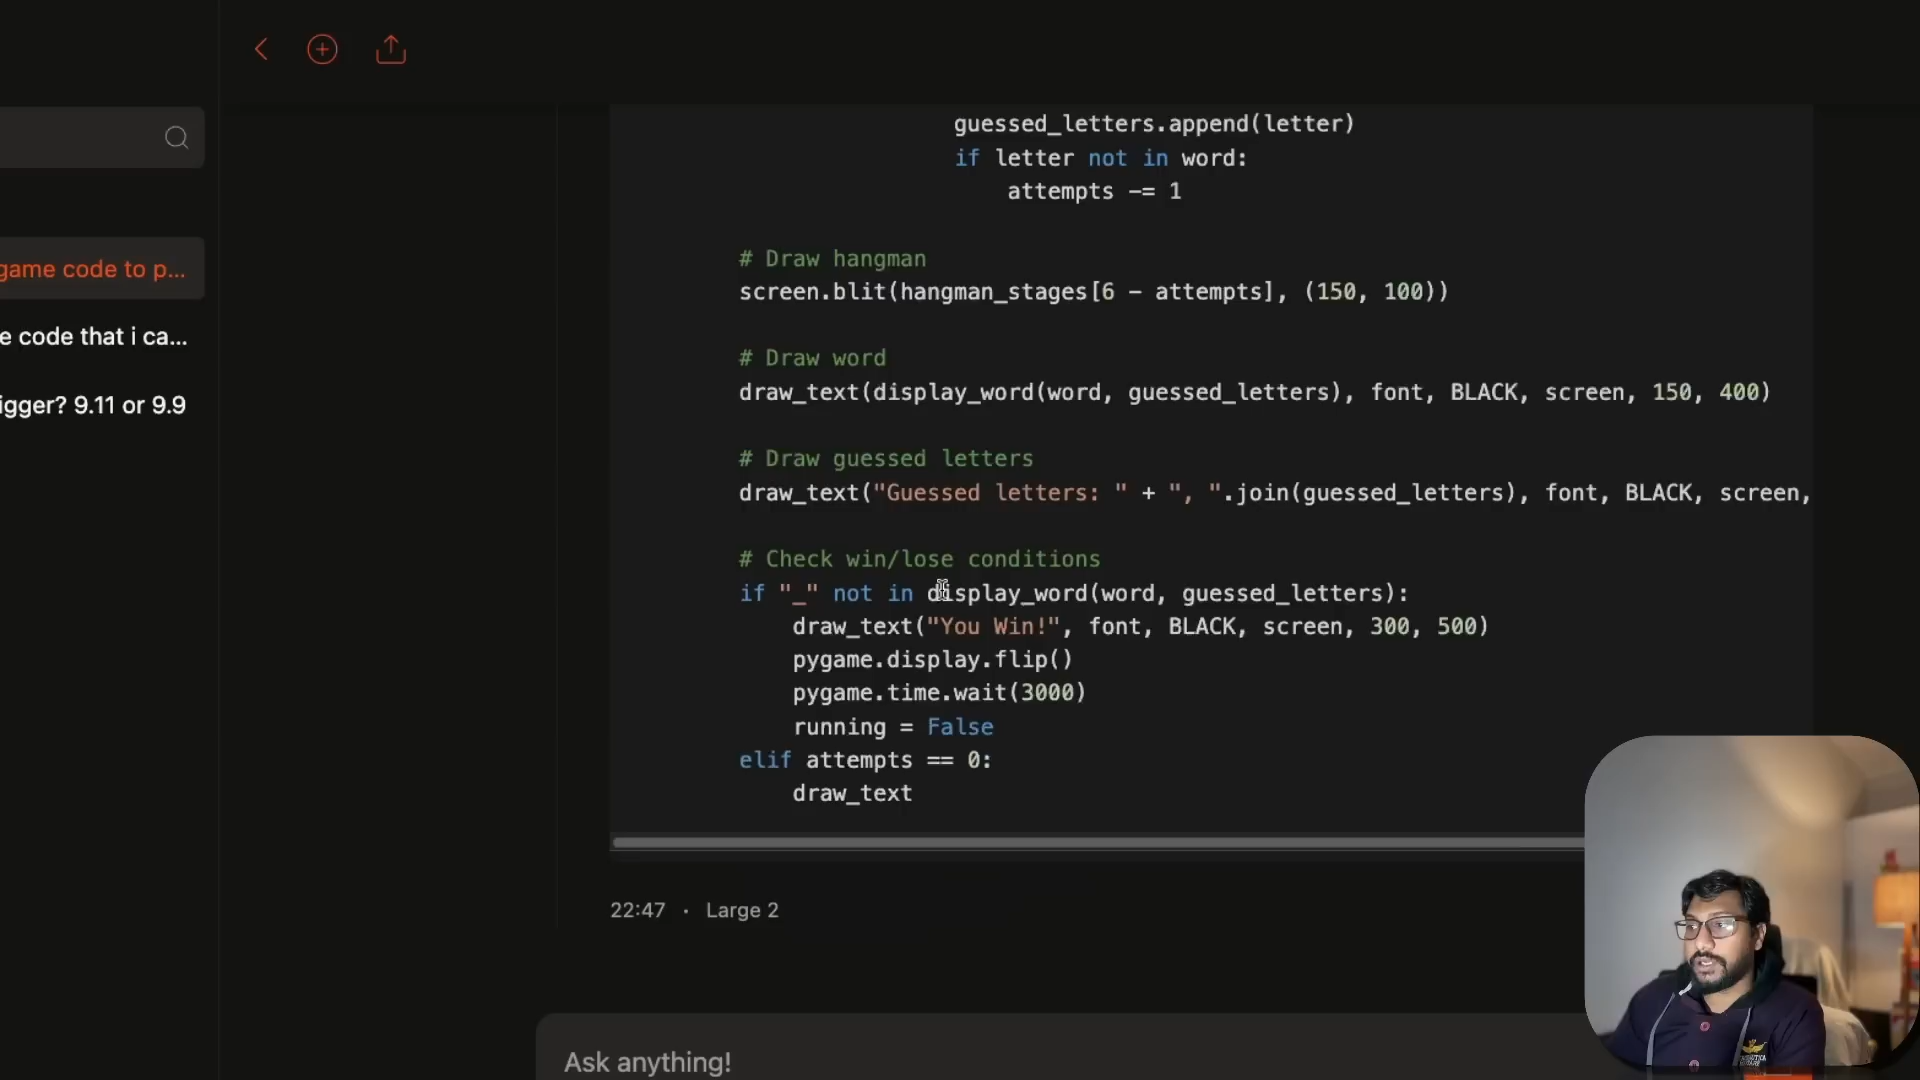 guessed_letters.append(letter)
if letter not in word:
attempts -= 1
game code to p...
# Draw hangman
screen.blit(hangman_stages[6 - attempts], (150, 100))
e code that i ca...
# Draw word
draw_text(display_word(word, guessed_letters), font, BLACK, screen, 150, 400)
igger? 9.11 or 9.9
# Draw guessed letters
draw_text("Guessed letters: " + ", ".join(guessed_letters), font, BLACK, screen,
# Check win/lose conditions
if "_" not in display_word(word, guessed_letters):
draw_text("You Win!", font, BLACK, screen, 300, 500)
pygame.display.flip()
pygame.time.wait(3000)
running = False
elif attempts == 0:
draw_text
22:47 · Large 2
Ask anything!